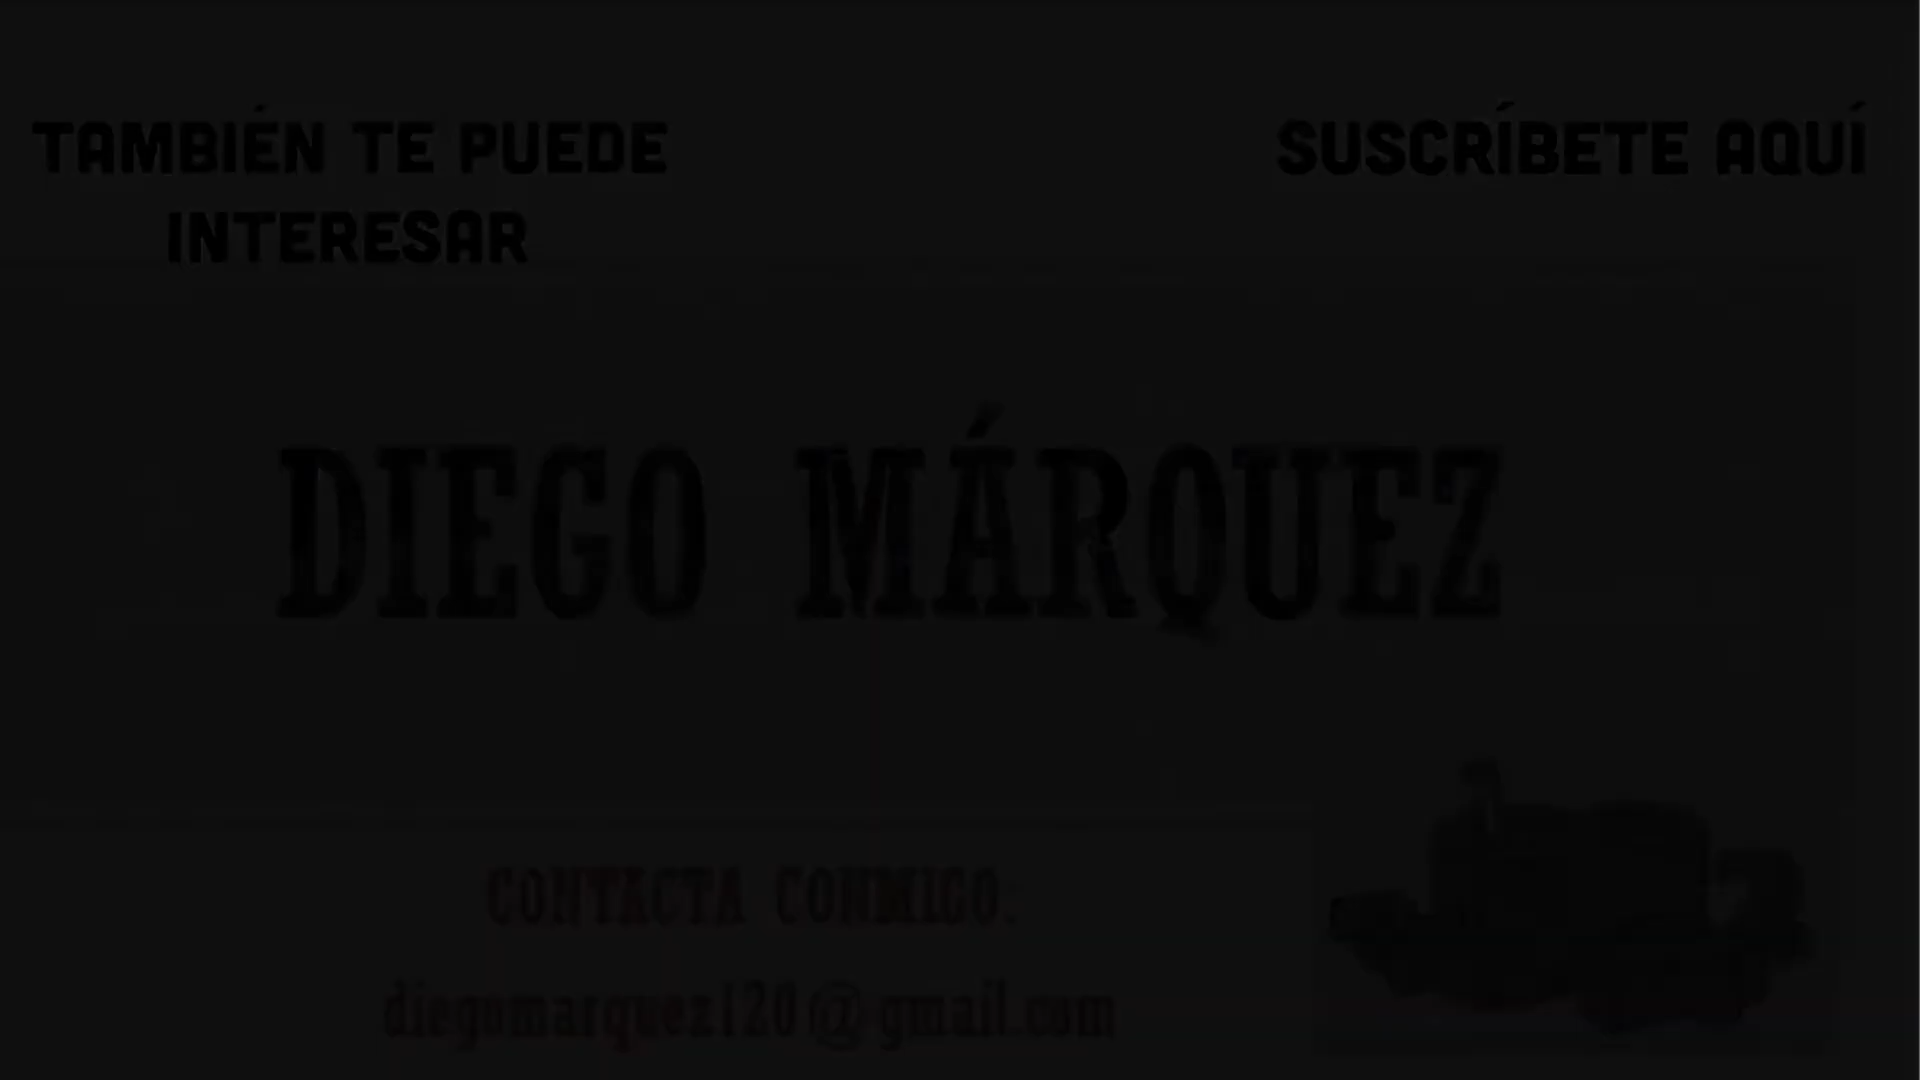 TAMBIÉN TE PUEDE
INTERESAR
SUSCRÍBETE AQUÍ
DIEGO MÁRQUEZ
CONTACTA CONMIGO:
diegomarquez120@gmail.com